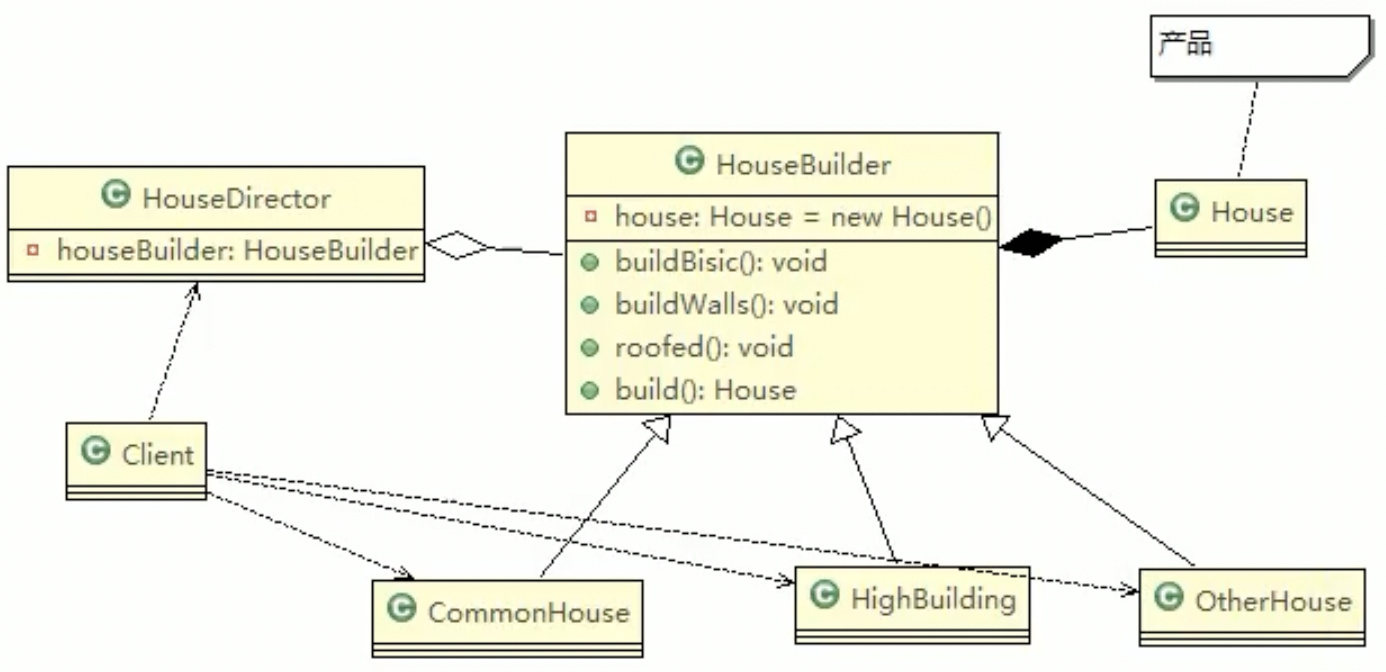 产品
HouseBuilder
house: House = new House()
buildBisic(): void
buildWalls(): void
roofed(): void
build(): House
HouseDirector
houseBuilder: HouseBuilder
House
Client
CommonHouse
HighBuilding
OtherHouse